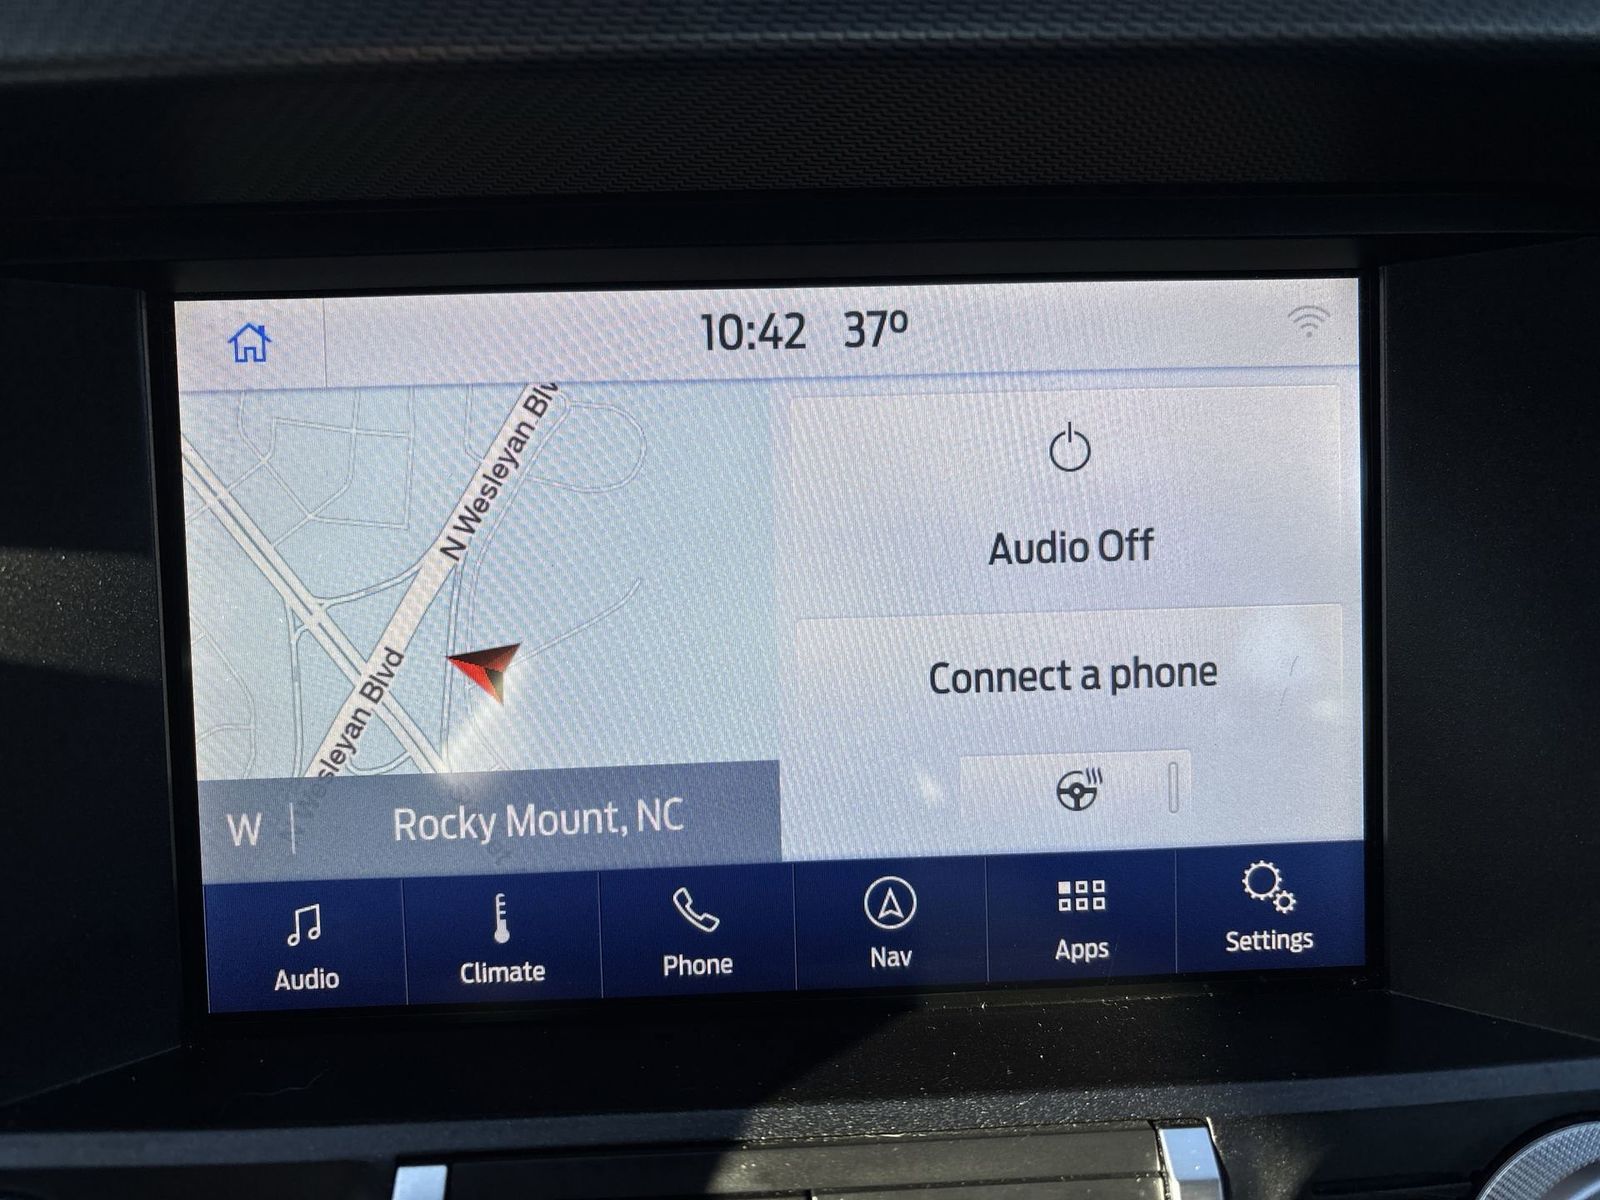 10:42 37º
N Wesleyan Blv
Wesleyan Blvd
Audio Off
Connect a phone
W
Rocky Mount, NC
Audio
Climate
Phone
Nav
Apps
Settings